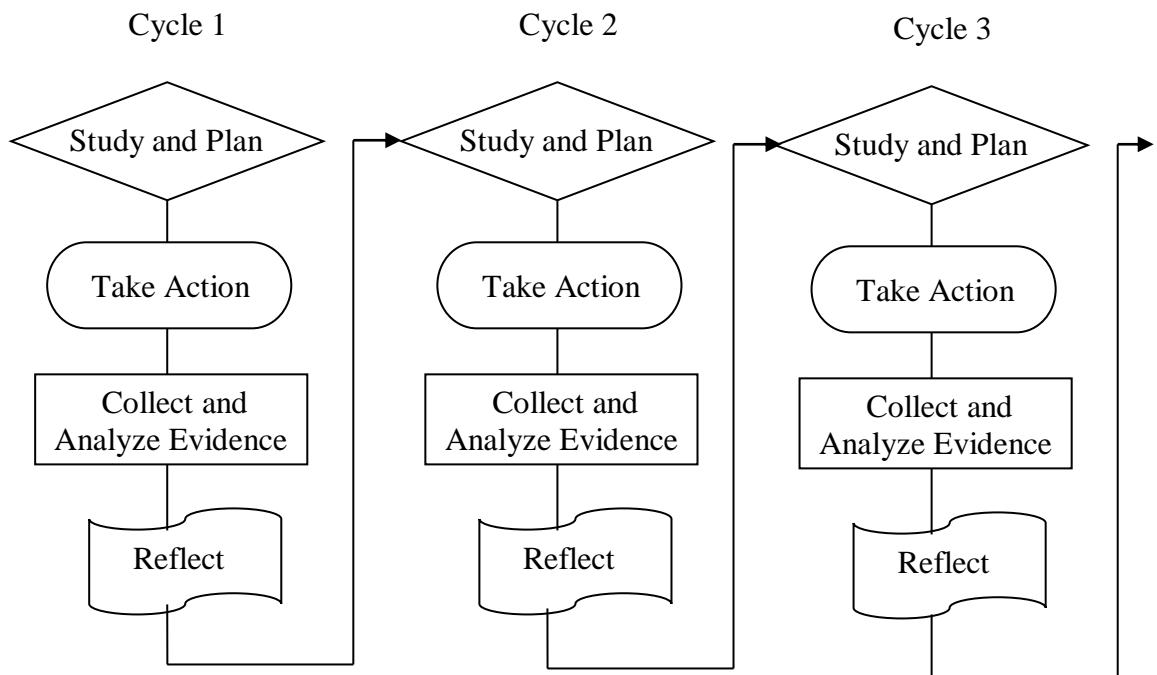 Cycle 1
Cycle 2
Cycle 3
Study and Plan
Study and Plan
Study and Plan
Take Action
Take Action
Take Action
Collect and
Analyze Evidence
Collect and
Analyze Evidence
Collect and
Analyze Evidence
Reflect
Reflect
Reflect